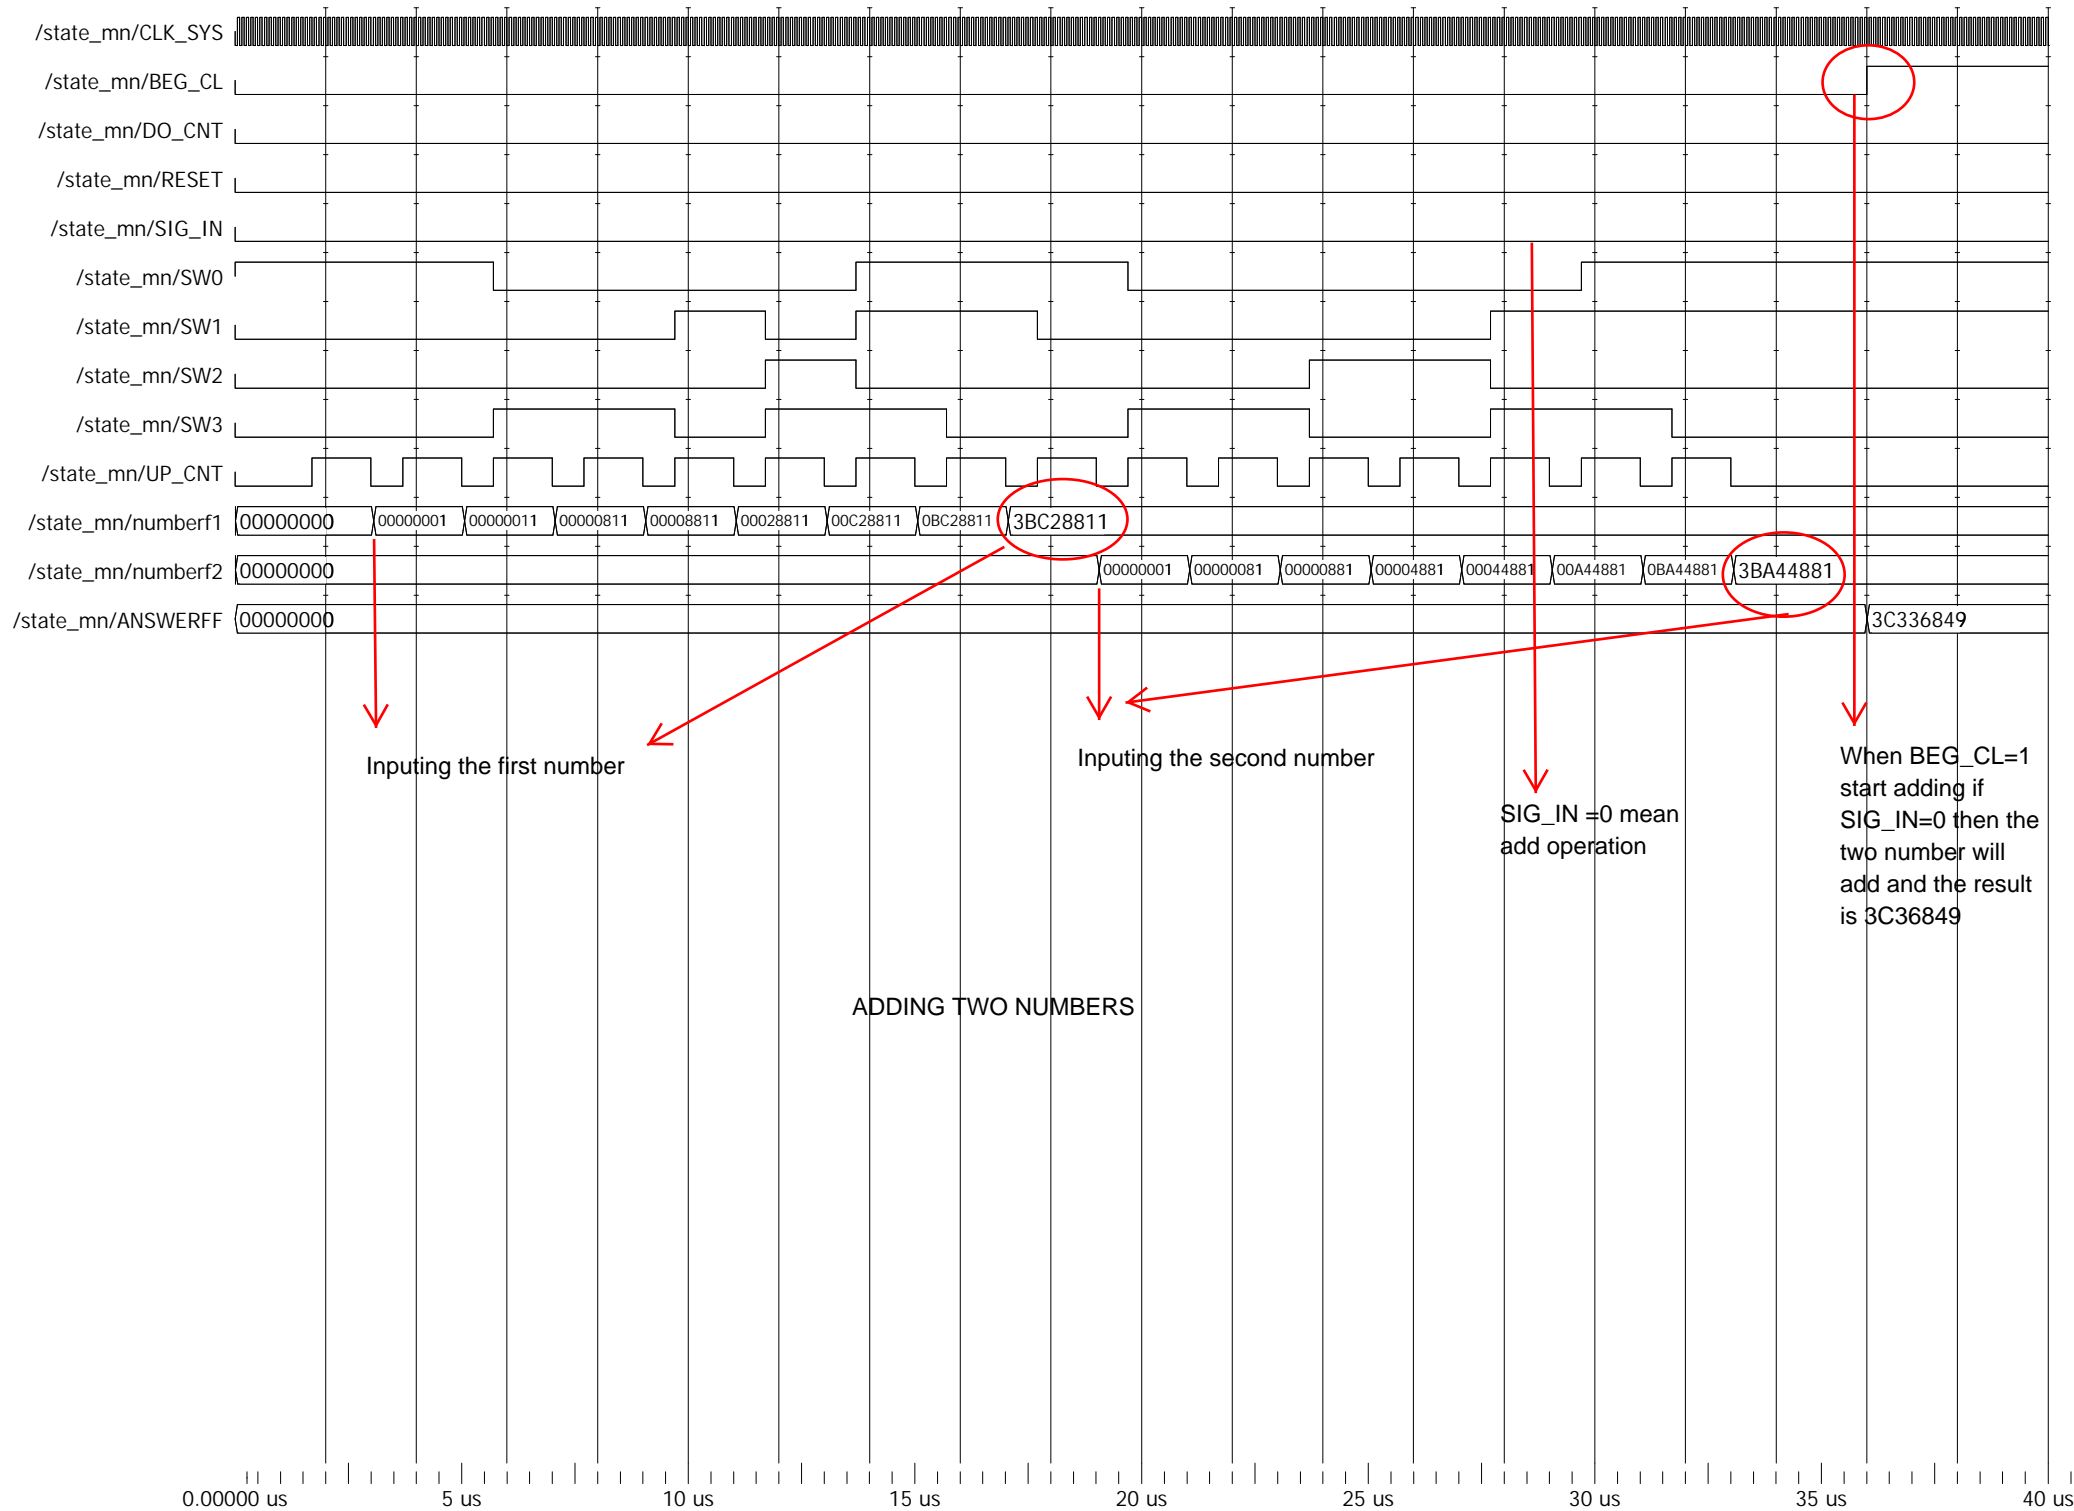 /state_mn/CLK_SYS
/state_mn/BEG_CL
/state_mn/DO_CNT
/state_mn/RESET
/state_mn/SIG_IN
/state_mn/SW0
/state_mn/SW1
/state_mn/SW2
/state_mn/SW3
/state_mn/UP_CNT
/state_mn/numberf1 00000000 00000001 00000011 00000811 00008811 00028811 00C28811 0BC28811 3BC28811
/state_mn/numberf2 00000000 00000001 00000081 00000881 00004881 00044881 00A44881 0BA44881 3BA44881
/state_mn/ANSWERFF 00000000 3C336849
Inputing the first number
Inputing the second number
SIG_IN =0 mean
add operation
When BEG_CL=1
start adding if
SIG_IN=0 then the
two number will
add and the result
is 3C36849
ADDING TWO NUMBERS
0.00000 us 5 us 10 us 15 us 20 us 25 us 30 us 35 us 40 us